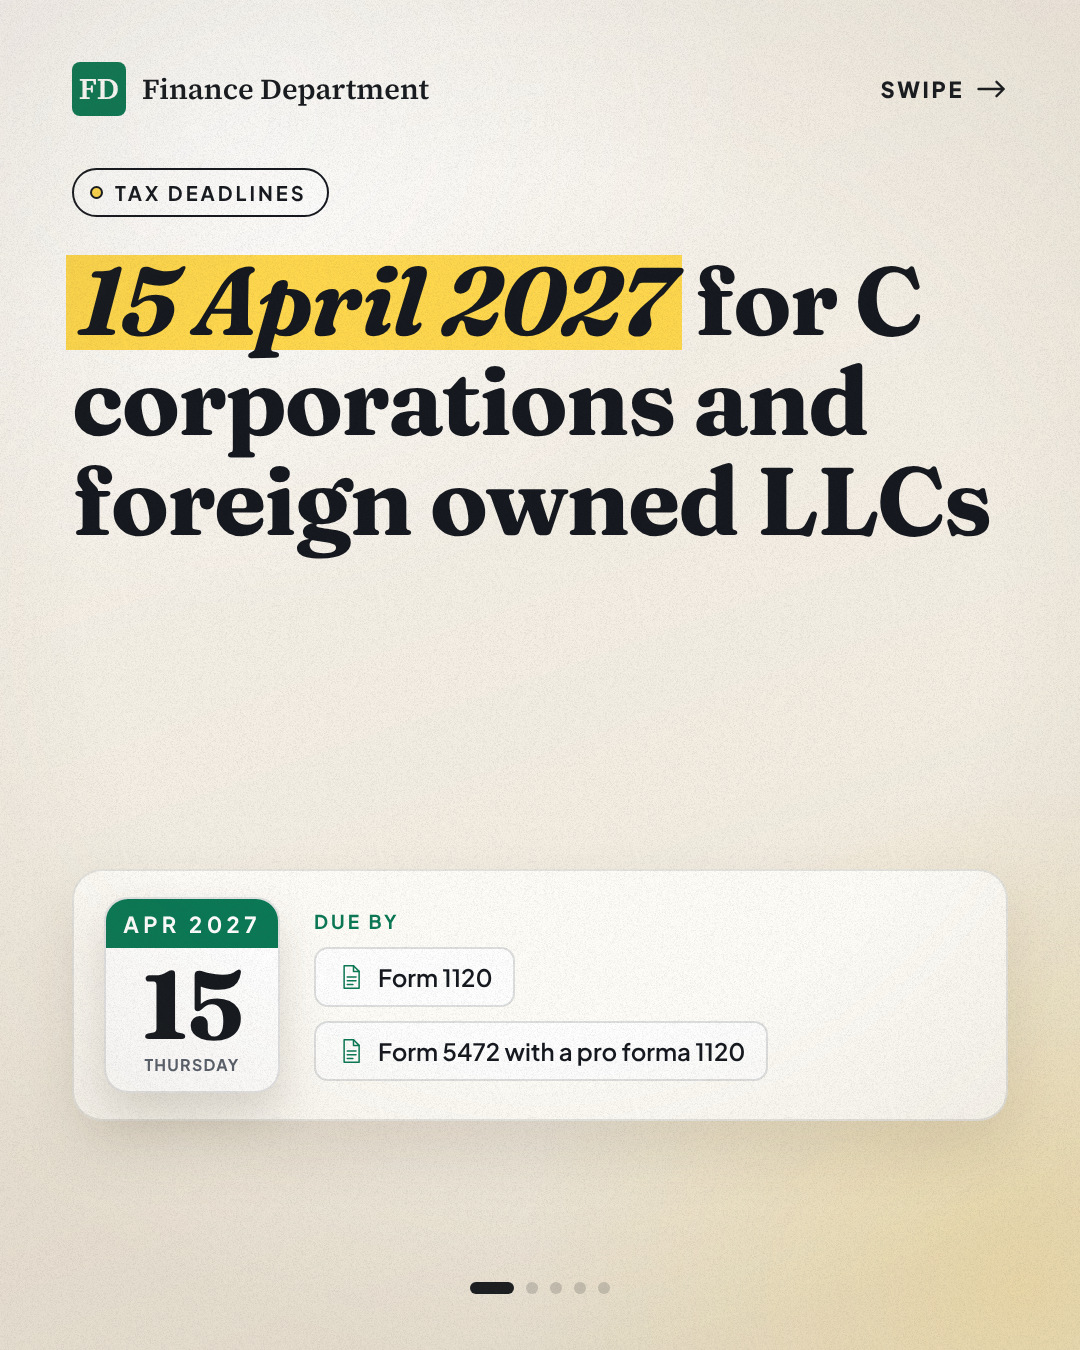 FD Finance Department
SWIPE →
TAX DEADLINES
15 April 2027 for C
corporations and
foreign owned LLCs
APR 2027
15
THURSDAY
DUE BY
Form 1120
Form 5472 with a pro forma 1120